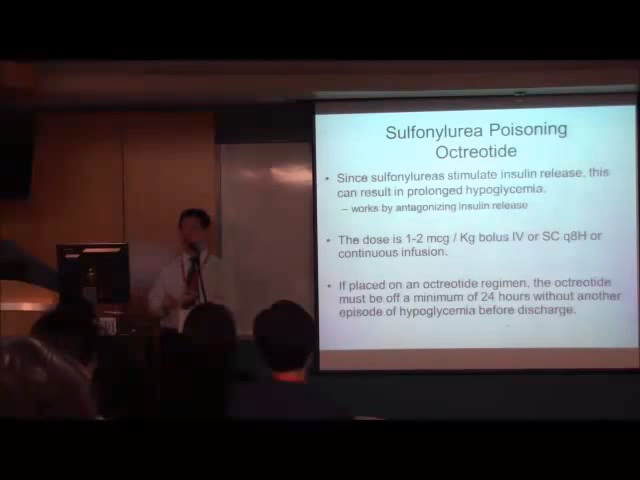 Sulfonylurea Poisoning
Octreotide
• Since sulfonylureas stimulate insulin release, this
can result in prolonged hypoglycemia.
– works by antagonizing insulin release
• The dose is 1-2 mcg / Kg bolus IV or SC q8H or
continuous infusion.
• If placed on an octreotide regimen, the octreotide
must be off a minimum of 24 hours without another
episode of hypoglycemia before discharge.